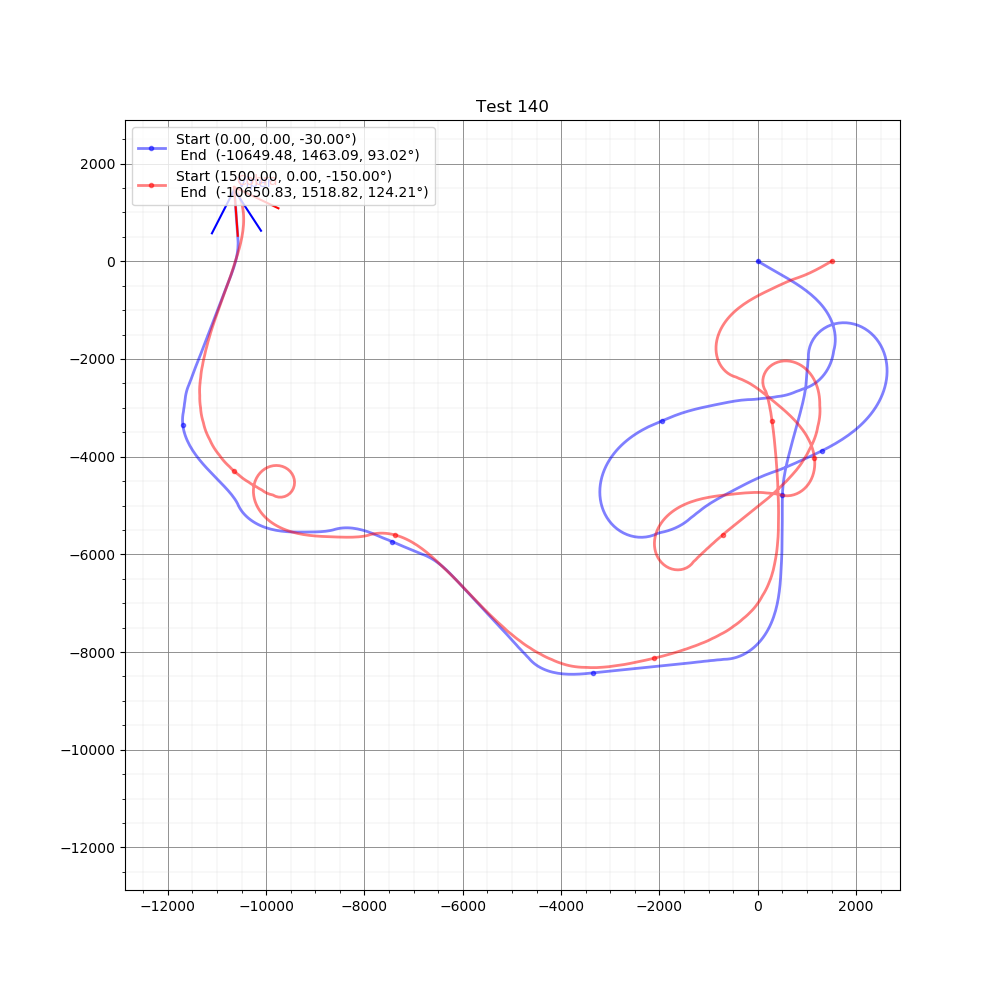 Test 140
Start (0.00, 0.00, -30.00°)
End (-10649.48, 1463.09, 93.02°)
Start (1500.00, 0.00, -150.00°)
End (-10650.83, 1518.82, 124.21°)
2000
0
−2000
−4000
−6000
−8000
−10000
−12000
−12000 −10000 −8000 −6000 −4000 −2000 0 2000